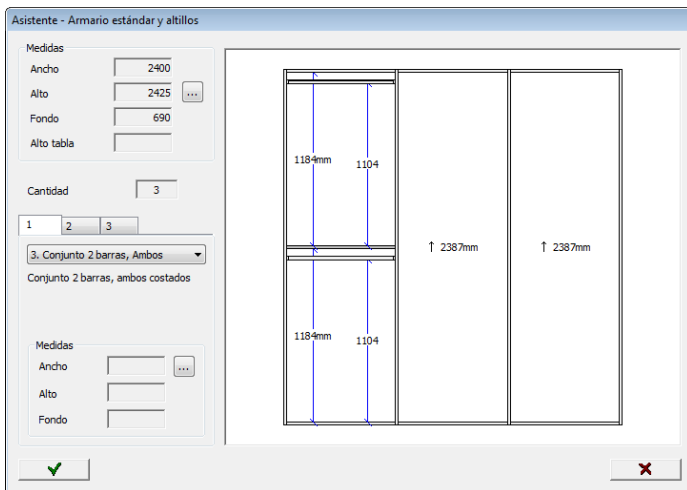 Asistente - Armario estándar y altillos
Medidas
Ancho 2400
Alto 2425 ...
Fondo 690
Alto tabla
Cantidad 3
1 2 3
3. Conjunto 2 barras, Ambos
Conjunto 2 barras, ambos costados
Medidas
Ancho ...
Alto
Fondo
1184mm 1104
↑ 2387mm ↑ 2387mm
1184mm 1104